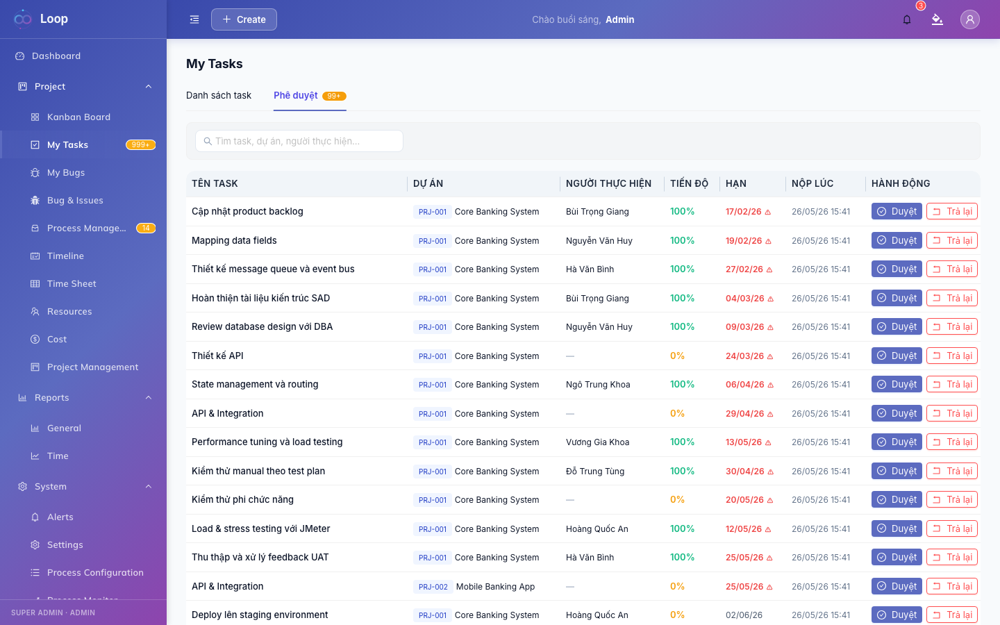 Loop
Create
Chào buổi sáng, Admin
3
Dashboard
Project
Kanban Board
My Tasks 999+
My Bugs
Bug & Issues
Process Manage... 14
Timeline
Time Sheet
Resources
Cost
Project Management
Reports
General
Time
System
Alerts
Settings
Process Configuration
Process Monitor
SUPER ADMIN · ADMIN
My Tasks
Danh sách task Phê duyệt 99+
Tìm task, dự án, người thực hiện...
TÊN TASK DỰ ÁN NGƯỜI THỰC HIỆN TIẾN ĐỘ HẠN NỘP LÚC HÀNH ĐỘNG
Cập nhật product backlog PRJ-001 Core Banking System Bùi Trọng Giang 100% 17/02/26 26/05/26 15:41 Duyệt Trả lại
Mapping data fields PRJ-001 Core Banking System Nguyễn Văn Huy 100% 19/02/26 26/05/26 15:41 Duyệt Trả lại
Thiết kế message queue và event bus PRJ-001 Core Banking System Hà Văn Bình 100% 27/02/26 26/05/26 15:41 Duyệt Trả lại
Hoàn thiện tài liệu kiến trúc SAD PRJ-001 Core Banking System Bùi Trọng Giang 100% 04/03/26 26/05/26 15:41 Duyệt Trả lại
Review database design với DBA PRJ-001 Core Banking System Nguyễn Văn Huy 100% 09/03/26 26/05/26 15:41 Duyệt Trả lại
Thiết kế API PRJ-001 Core Banking System — 0% 24/03/26 26/05/26 15:41 Duyệt Trả lại
State management và routing PRJ-001 Core Banking System Ngô Trung Khoa 100% 06/04/26 26/05/26 15:41 Duyệt Trả lại
API & Integration PRJ-001 Core Banking System — 0% 29/04/26 26/05/26 15:41 Duyệt Trả lại
Performance tuning và load testing PRJ-001 Core Banking System Vương Gia Khoa 100% 13/05/26 26/05/26 15:41 Duyệt Trả lại
Kiểm thử manual theo test plan PRJ-001 Core Banking System Đỗ Trung Tùng 100% 30/04/26 26/05/26 15:41 Duyệt Trả lại
Kiểm thử phi chức năng PRJ-001 Core Banking System — 0% 20/05/26 26/05/26 15:41 Duyệt Trả lại
Load & stress testing với JMeter PRJ-001 Core Banking System Hoàng Quốc An 100% 12/05/26 26/05/26 15:41 Duyệt Trả lại
Thu thập và xử lý feedback UAT PRJ-001 Core Banking System Hà Văn Bình 100% 25/05/26 26/05/26 15:41 Duyệt Trả lại
API & Integration PRJ-002 Mobile Banking App — 0% 25/05/26 26/05/26 15:41 Duyệt Trả lại
Deploy lên staging environment PRJ-001 Core Banking System Hoàng Quốc An 0% 02/06/26 26/05/26 15:41 Duyệt Trả lại